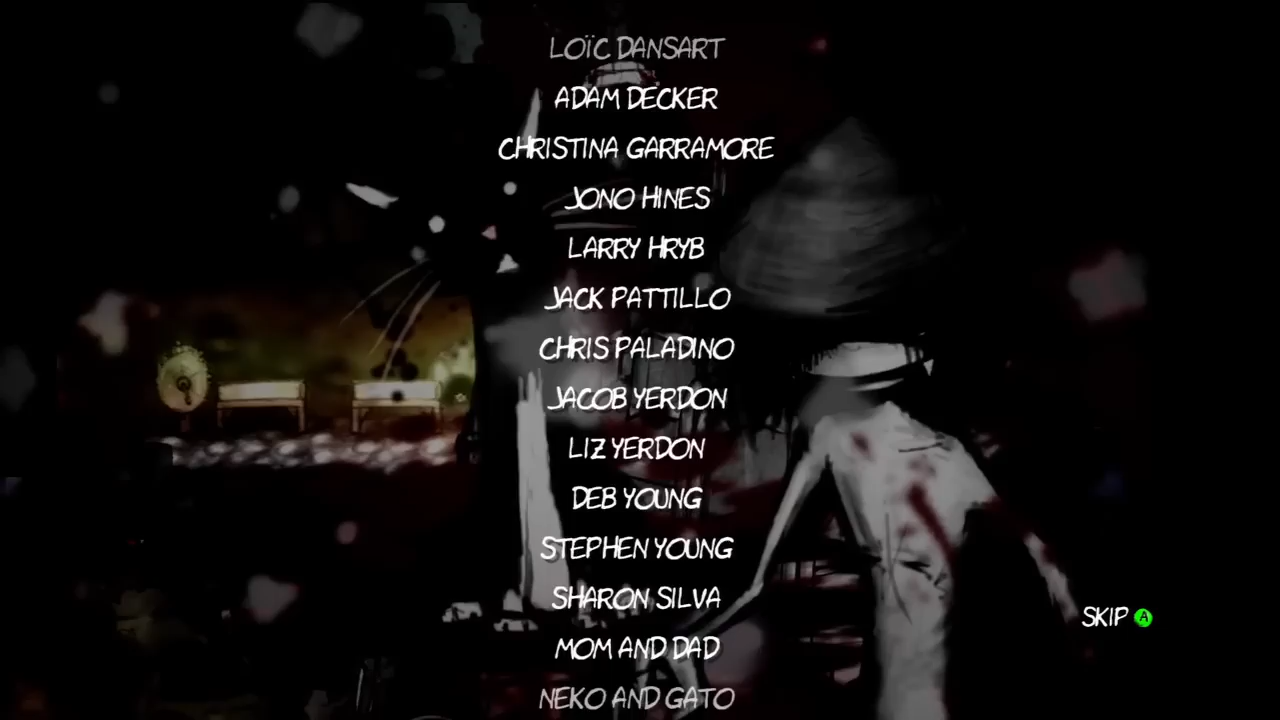 LOÏC DANSART
ADAM DECKER
CHRISTINA GARRAMORE
JONO HINES
LARRY HRYB
JACK PATTILLO
CHRIS PALADINO
JACOB YERDON
LIZ YERDON
DEB YOUNG
STEPHEN YOUNG
SHARON SILVA
SKIP A
MOM AND DAD
NEKO AND GATO